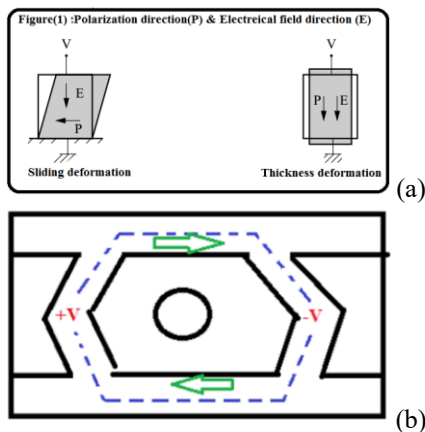 Figure(1) :Polarization direction(P) & Electreical field direction (E)
V
V
E
P
P
E
Sliding deformation
Thickness deformation
(a)
+V
-V
(b)